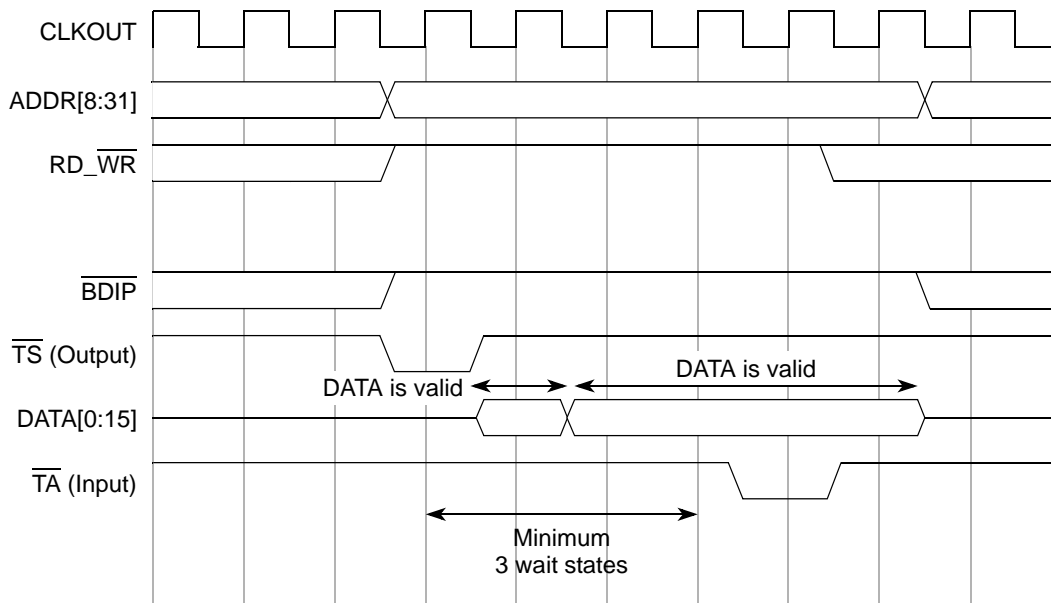 CLKOUT
ADDR[8:31]
RD_WR
BDIP
TS (Output)
DATA is valid
DATA is valid
DATA[0:15]
TA (Input)
Minimum
3 wait states